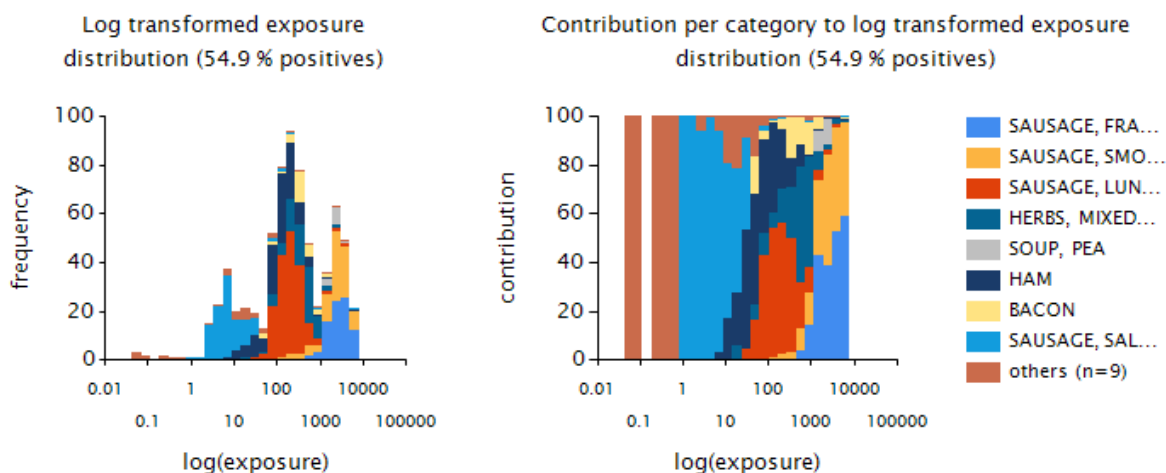 Log transformed exposure
distribution (54.9 % positives)
frequency
100
80
60
40
20
0
0.01
1
100
10000
0.1
10
1000
100000
log(exposure)
Contribution per category to log transformed exposure
distribution (54.9 % positives)
contribution
100
80
60
40
20
0
0.01
1
100
10000
0.1
10
1000
100000
log(exposure)
SAUSAGE, FRA...
SAUSAGE, SMO...
SAUSAGE, LUN...
HERBS, MIXED...
SOUP, PEA
HAM
BACON
SAUSAGE, SAL...
others (n=9)